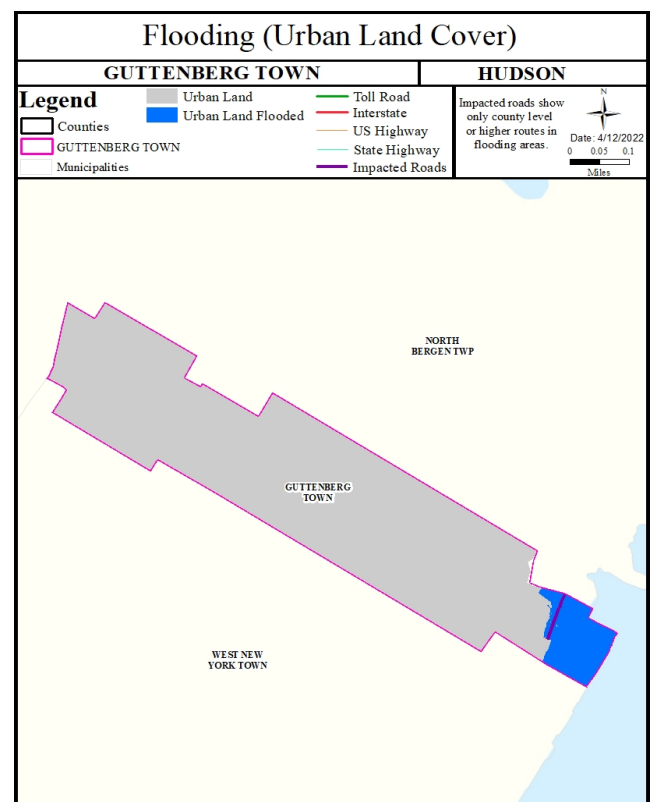 Flooding (Urban Land Cover)
GUTTENBERG TOWN
HUDSON
Legend
Counties
GUTTENBERG TOWN
Municipalities
Urban Land
Urban Land Flooded
Toll Road
Interstate
US Highway
State Highway
Impacted Roads
Impacted roads show
only county level
or higher routes in
flooding areas.
N
Date: 4/12/2022
0 0.05 0.1
Miles
NORTH
BERGEN TWP
GUTTENBERG
TOWN
WEST NEW
YORK TOWN